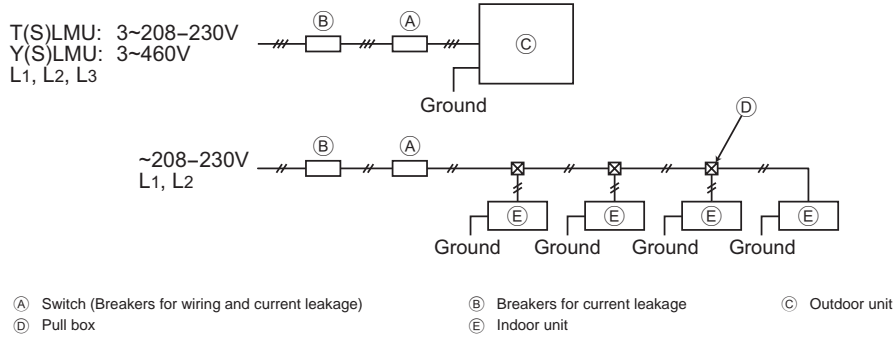 Ⓑ Ⓐ
T(S)LMU: 3~208–230V
Y(S)LMU: 3~460V
L1, L2, L3
Ⓒ
Ground
Ⓓ
Ⓑ Ⓐ
~208–230V
L1, L2
Ⓔ Ⓔ Ⓔ Ⓔ
Ground Ground Ground Ground
Ⓐ Switch (Breakers for wiring and current leakage) Ⓑ Breakers for current leakage Ⓒ Outdoor unit
Ⓓ Pull box Ⓔ Indoor unit